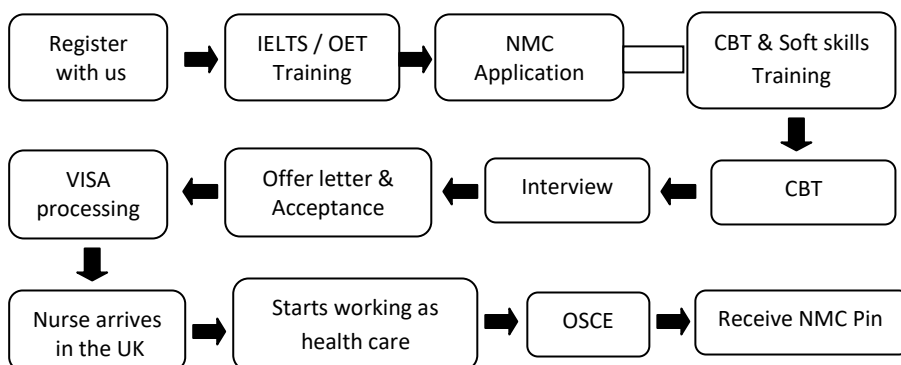 Register
with us
IELTS / OET
Training
NMC
Application
CBT & Soft skills
Training
VISA
processing
Offer letter &
Acceptance
Interview
CBT
Nurse arrives
in the UK
Starts working as
health care
OSCE
Receive NMC Pin